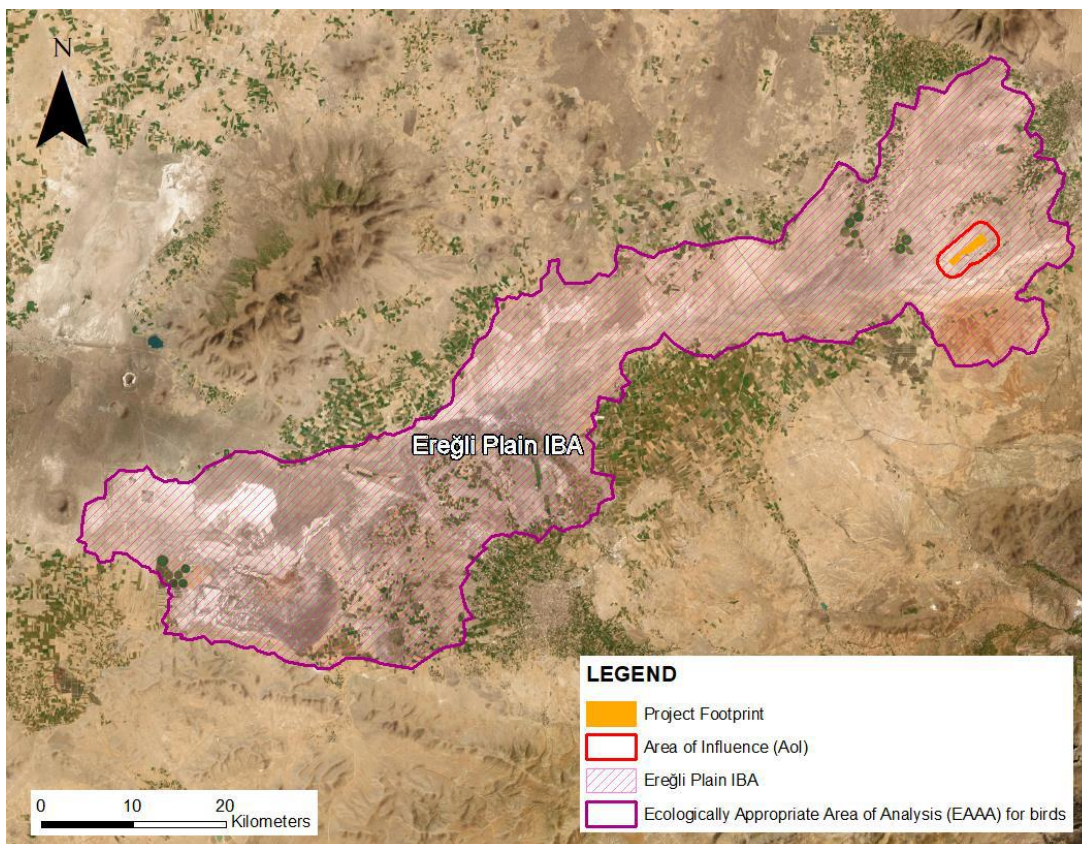 N
Ereğli Plain IBA
LEGEND
Project Footprint
Area of Influence (AoI)
Ereğli Plain IBA
Ecologically Appropriate Area of Analysis (EAAA) for birds
0 10 20
Kilometers